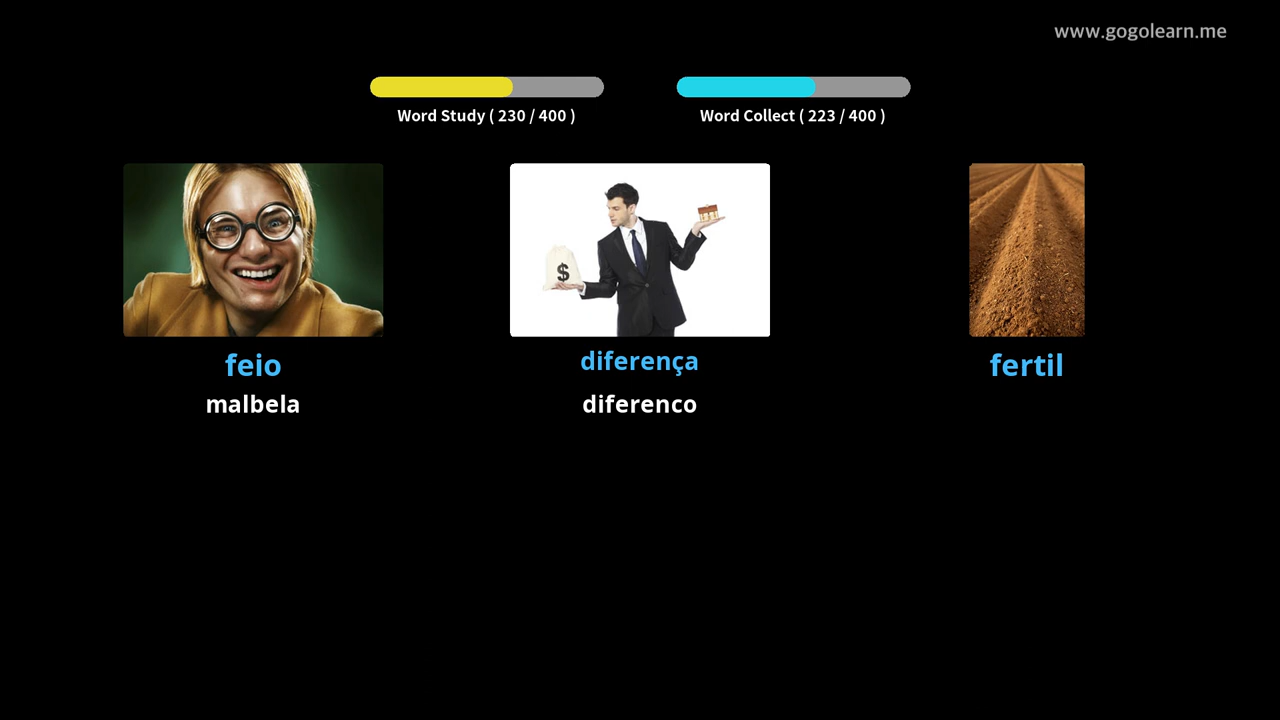 www.gogolearn.me
Word Study ( 230 / 400 )
Word Collect ( 223 / 400 )
$
feio
diferença
fertil
malbela
diferenco